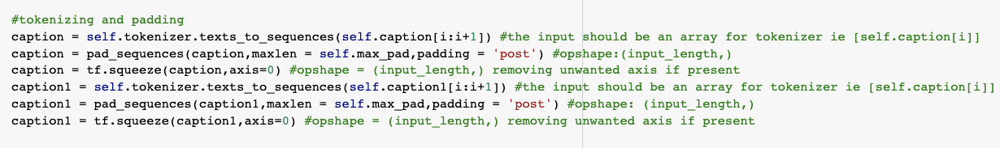 #tokenizing and padding
caption = self.tokenizer.texts_to_sequences(self.caption[i:i+1]) #the input should be an array for tokenizer ie [self.caption[i]]
caption = pad_sequences(caption,maxlen = self.max_pad,padding = 'post') #opshape:(input_length,)
caption = tf.squeeze(caption,axis=0) #opshape = (input_length,) removing unwanted axis if present
caption1 = self.tokenizer.texts_to_sequences(self.caption1[i:i+1]) #the input should be an array for tokenizer ie [self.caption[i]]
caption1 = pad_sequences(caption1,maxlen = self.max_pad,padding = 'post') #opshape: (input_length,)
caption1 = tf.squeeze(caption1,axis=0) #opshape = (input_length,) removing unwanted axis if present